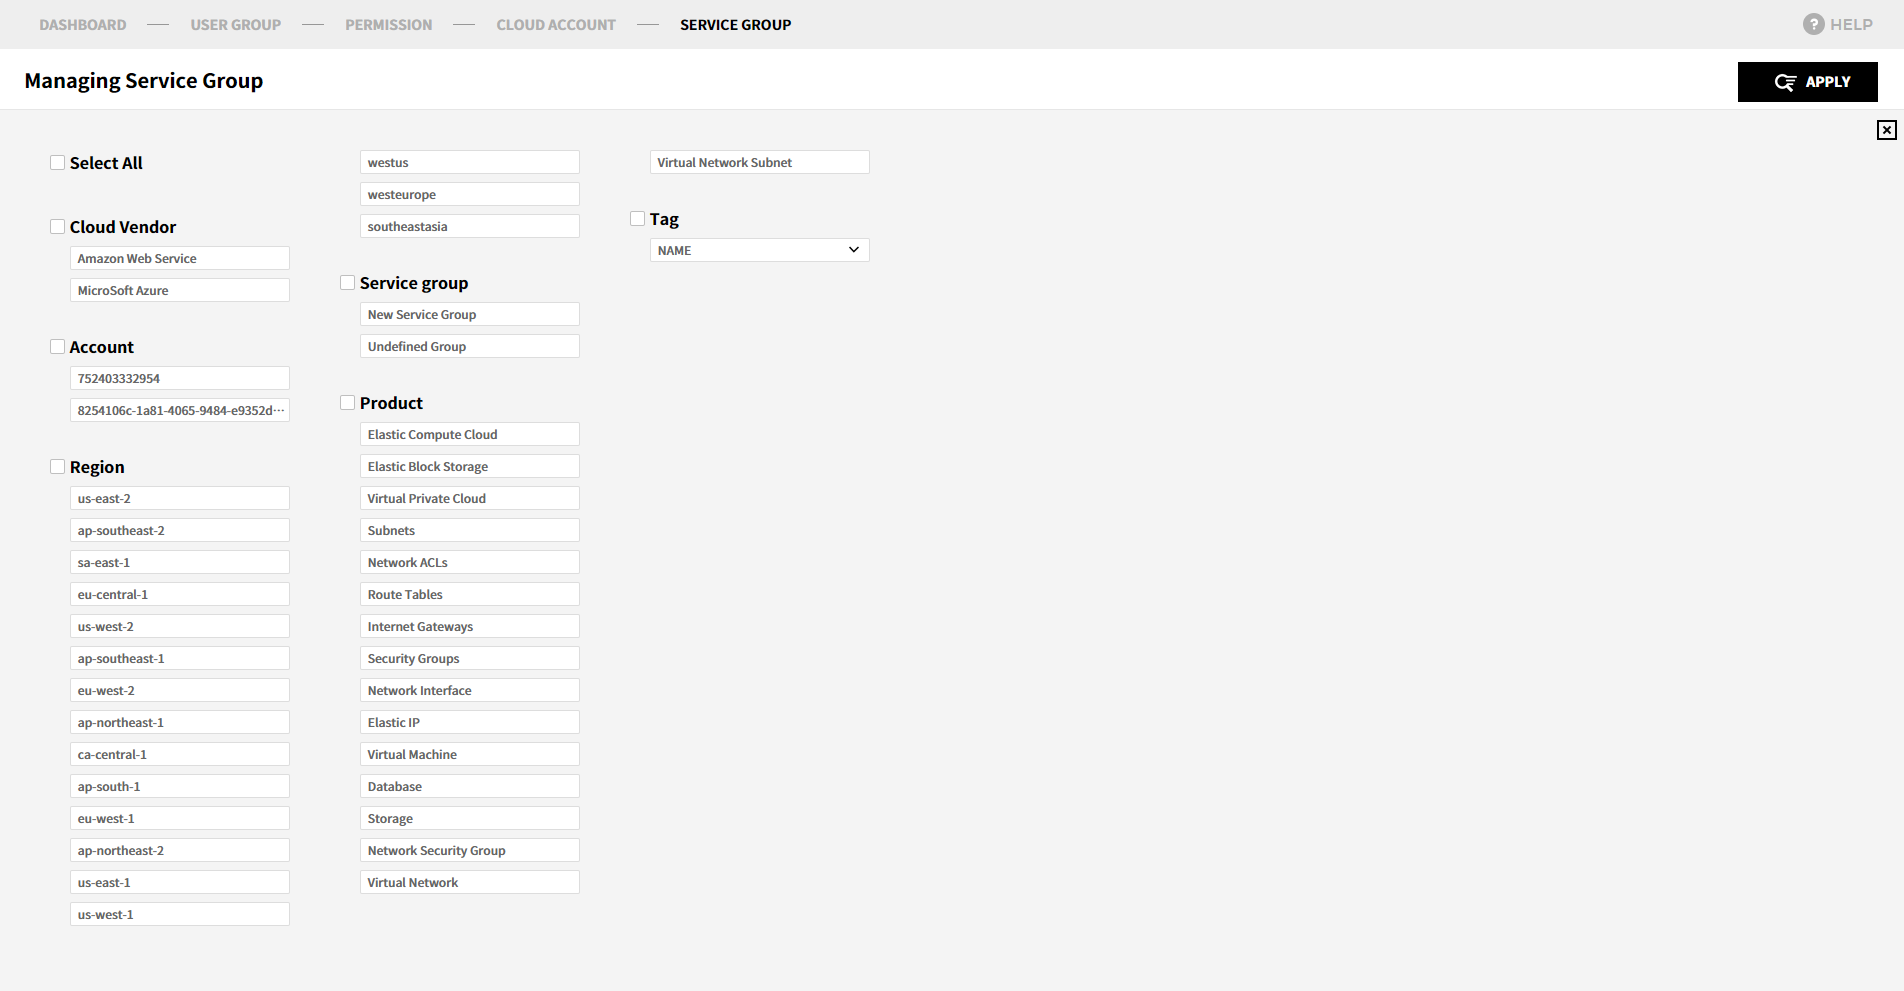 DASHBOARD
USER GROUP
PERMISSION
CLOUD ACCOUNT
SERVICE GROUP
? HELP
Managing Service Group
APPLY
Select All
Cloud Vendor
Amazon Web Service
MicroSoft Azure
Account
752403332954
8254106c-1a81-4065-9484-e9352d···
Region
us-east-2
ap-southeast-2
sa-east-1
eu-central-1
us-west-2
ap-southeast-1
eu-west-2
ap-northeast-1
ca-central-1
ap-south-1
eu-west-1
ap-northeast-2
us-east-1
us-west-1
westus
westeurope
southeastasia
Service group
New Service Group
Undefined Group
Product
Elastic Compute Cloud
Elastic Block Storage
Virtual Private Cloud
Subnets
Network ACLs
Route Tables
Internet Gateways
Security Groups
Network Interface
Elastic IP
Virtual Machine
Database
Storage
Network Security Group
Virtual Network
Virtual Network Subnet
Tag
NAME